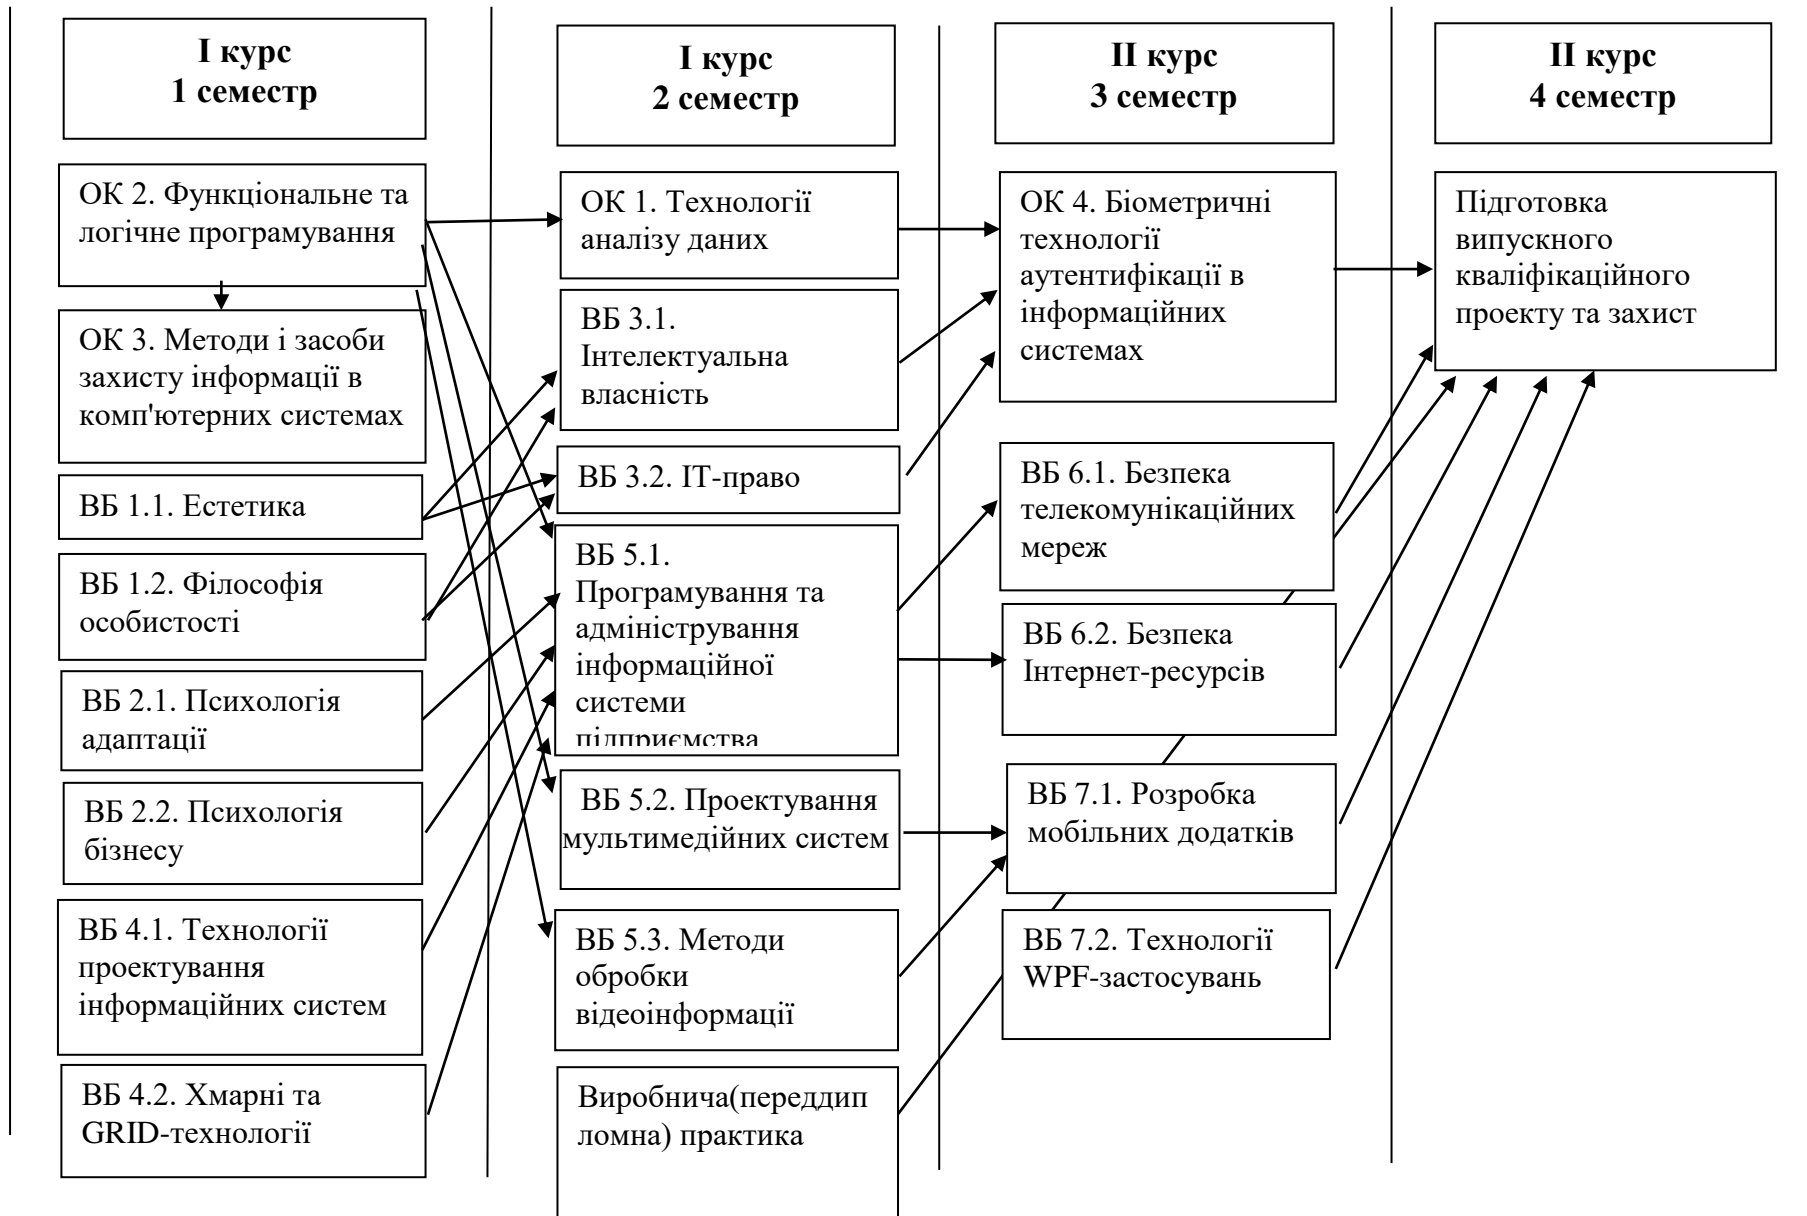 І курс
1 семестр
ОК 2. Функціональне та
логічне програмування
ОК 3. Методи і засоби
захисту інформації в
комп'ютерних системах
ВБ 1.1. Естетика
ВБ 1.2. Філософія
особистості
ВБ 2.1. Психологія
адаптації
ВБ 2.2. Психологія
бізнесу
ВБ 4.1. Технології
проектування
інформаційних систем
ВБ 4.2. Хмарні та
GRID-технології
І курс
2 семестр
ОК 1. Технології
аналізу даних
ВБ 3.1.
Інтелектуальна
власність
ВБ 3.2. ІТ-право
ВБ 5.1.
Програмування та
адміністрування
інформаційної
системи
підприємства
ВБ 5.2. Проектування
мультимедійних систем
ВБ 5.3. Методи
обробки
відеоінформації
Виробнича(переддип
ломна) практика
ІІ курс
3 семестр
ОК 4. Біометричні
технології
аутентифікації в
інформаційних
системах
ВБ 6.1. Безпека
телекомунікаційних
мереж
ВБ 6.2. Безпека
Інтернет-ресурсів
ВБ 7.1. Розробка
мобільних додатків
ВБ 7.2. Технології
WPF-застосувань
ІІ курс
4 семестр
Підготовка
випускного
кваліфікаційного
проекту та захист